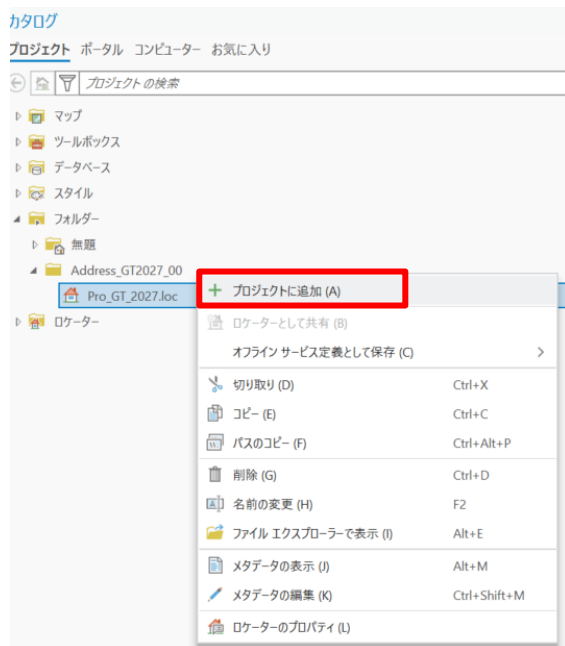 カタログ
プロジェクト ポータル コンピューター お気に入り
プロジェクトの検索
マップ
ツールボックス
データベース
スタイル
フォルダー
無題
Address_GT2027_00
Pro_GT_2027.loc
ロケーター
プロジェクトに追加 (A)
ロケーターとして共有 (B)
オフライン サービス定義として保存 (C)
切り取り (D) Ctrl+X
コピー (E) Ctrl+C
パスのコピー (F) Ctrl+Alt+P
削除 (G) Ctrl+D
名前の変更 (H) F2
ファイル エクスプローラーで表示 (I) Alt+E
メタデータの表示 (J) Alt+M
メタデータの編集 (K) Ctrl+Shift+M
ロケーターのプロパティ (L)